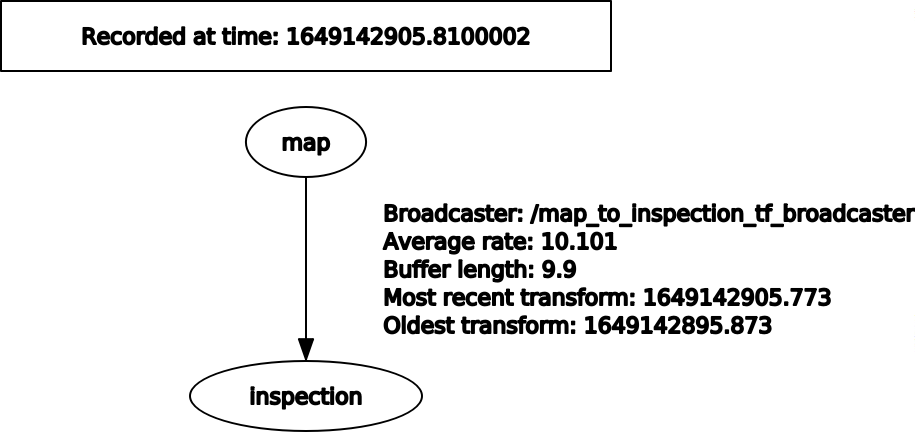 Recorded at time: 1649142905.8100002
map
Broadcaster: /map_to_inspection_tf_broadcaster
Average rate: 10.101
Buffer length: 9.9
Most recent transform: 1649142905.773
Oldest transform: 1649142895.873
inspection